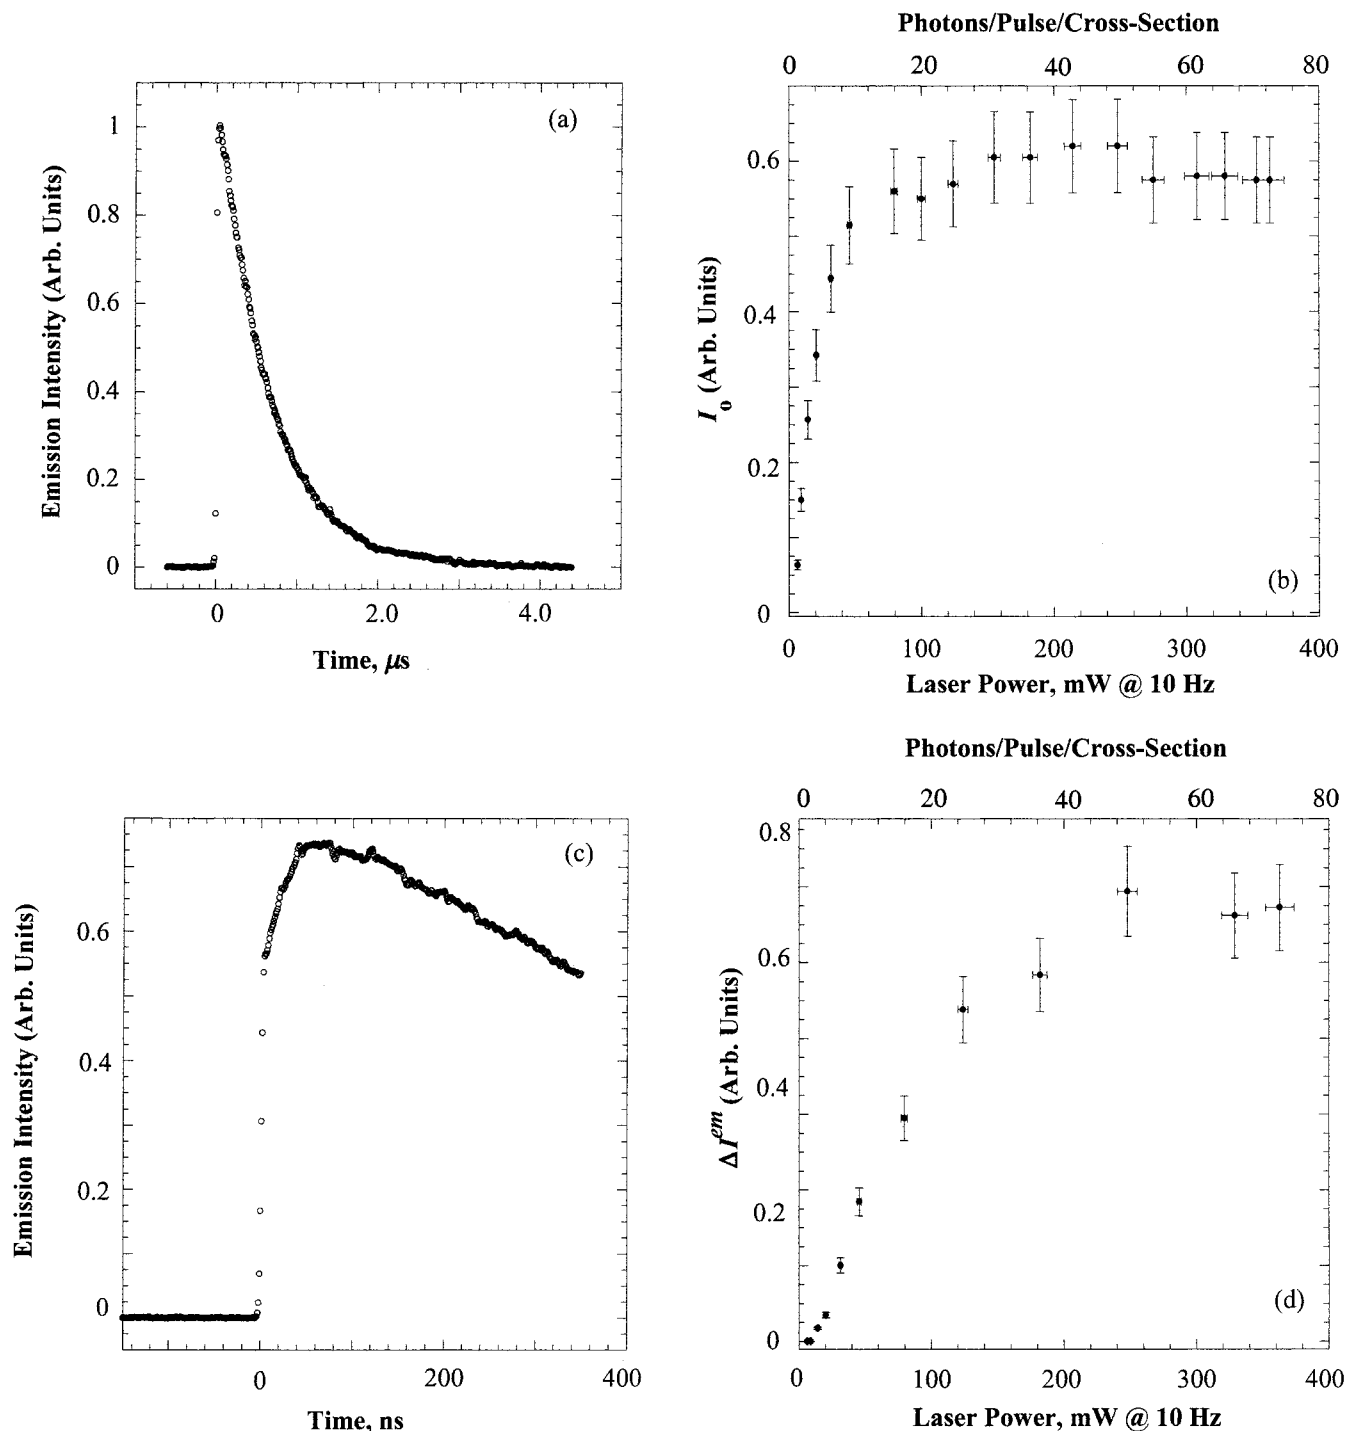 (a)
1
0.8
0.6
0.4
0.2
0
0 2.0 4.0
Emission Intensity (Arb. Units)
Time, μs
Photons/Pulse/Cross-Section
0 20 40 60 80
(b)
0.6
0.4
0.2
0
I₀ (Arb. Units)
0 100 200 300 400
Laser Power, mW @ 10 Hz
(c)
0.6
0.4
0.2
0
Emission Intensity (Arb. Units)
0 200 400
Time, ns
Photons/Pulse/Cross-Section
0 20 40 60 80
0.8
0.6
0.4
0.2
0
ΔI^em (Arb. Units)
(d)
0 100 200 300 400
Laser Power, mW @ 10 Hz